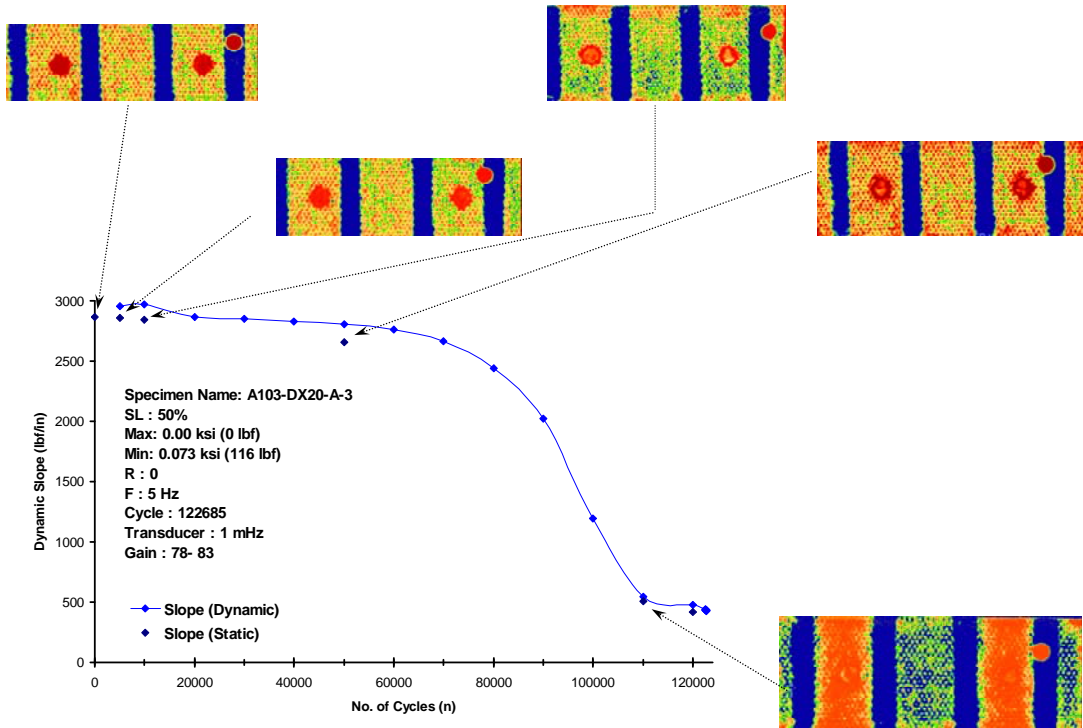 3000
2500
2000
1500
1000
500
0
Dynamic Slope (lbf/in)
Specimen Name: A103-DX20-A-3
SL : 50%
Max: 0.00 ksi (0 lbf)
Min: 0.073 ksi (116 lbf)
R : 0
F : 5 Hz
Cycle : 122685
Transducer : 1 mHz
Gain : 78- 83
Slope (Dynamic)
Slope (Static)
0 20000 40000 60000 80000 100000 120000
No. of Cycles (n)